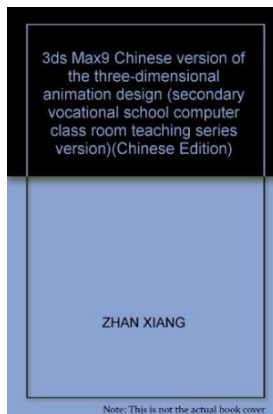 3ds Max9 Chinese version of
the three-dimensional
animation design (secondary
vocational school computer
class room teaching series
version)(Chinese Edition)
ZHAN XIANG
Note: This is not the actual book cover